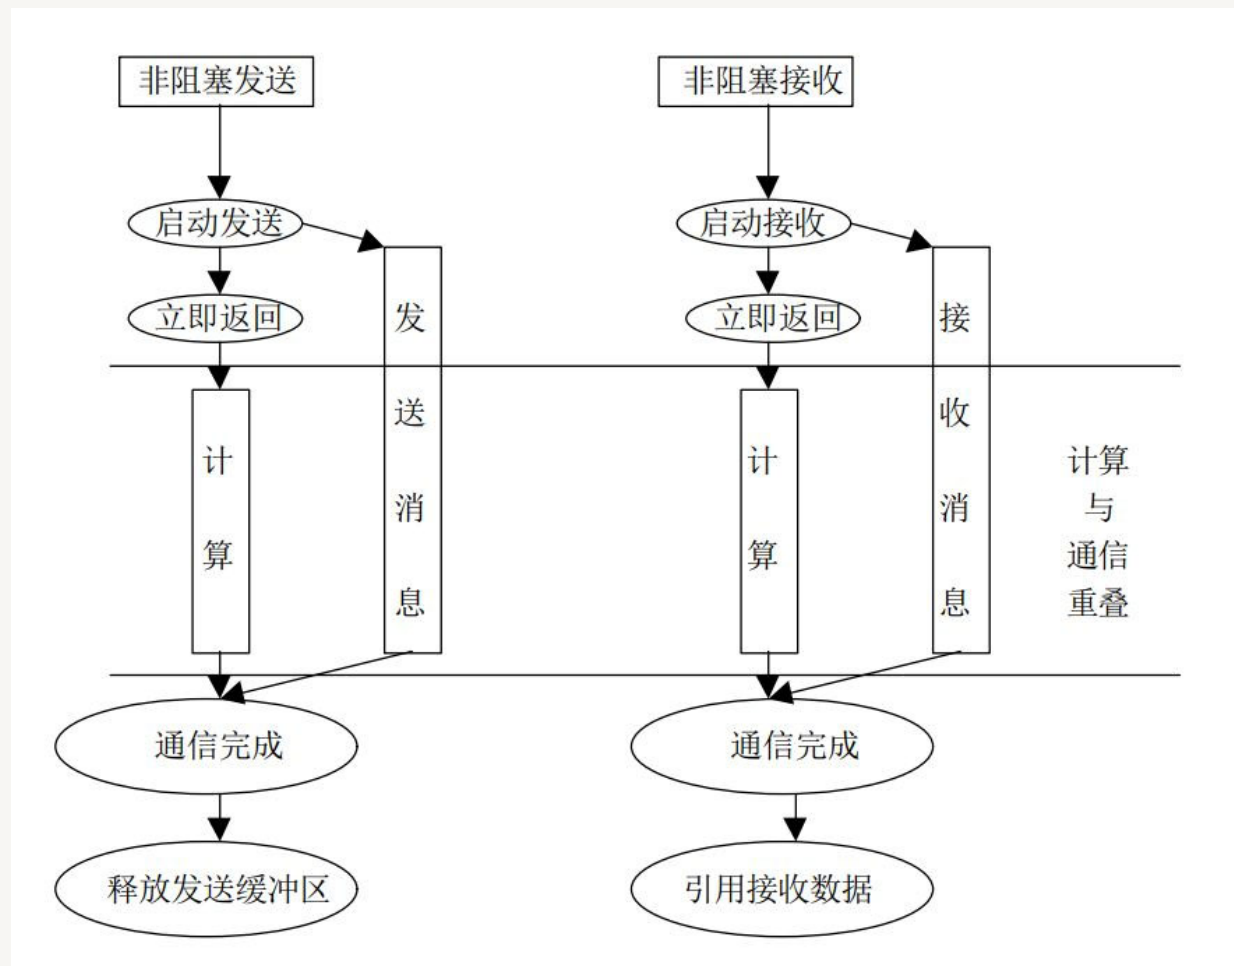 非阻塞发送
非阻塞接收
启动发送
启动接收
立即返回
立即返回
发送消息
接收消息
计算
计算
计算
与
通信
重叠
通信完成
通信完成
释放发送缓冲区
引用接收数据